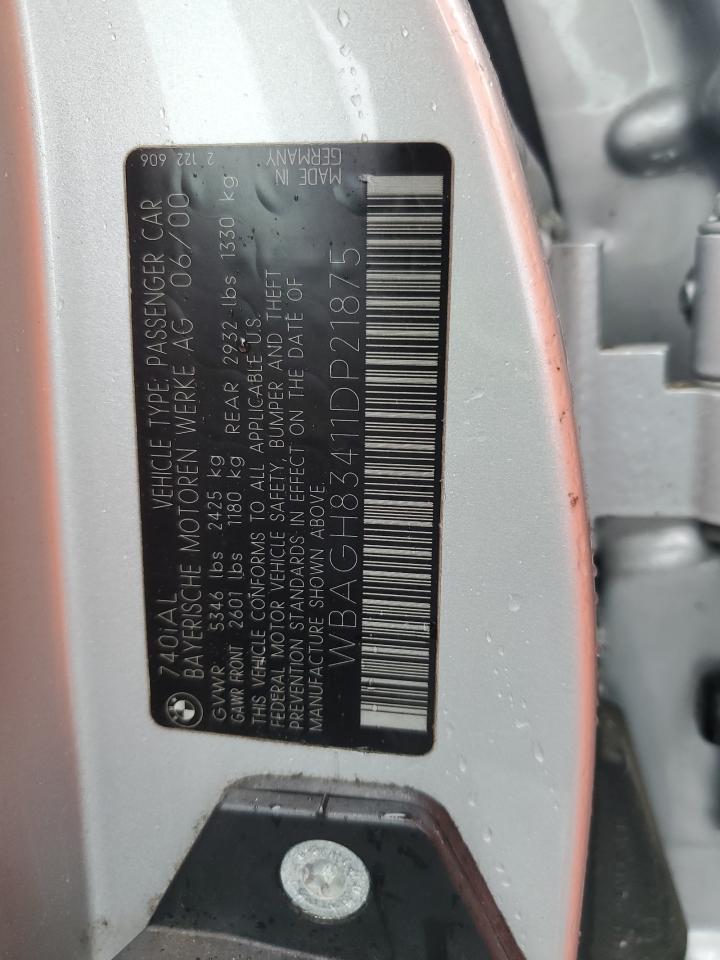 740iAL VEHICLE TYPE: PASSENGER CAR 2 122 606
BAYERISCHE MOTOREN WERKE AG 06/00
GVWR 5346 lbs 2425 kg
GAWR FRONT 2601 lbs 1180 kg REAR 2932 lbs 1330 kg
THIS VEHICLE CONFORMS TO ALL APPLICABLE U.S.
FEDERAL MOTOR VEHICLE SAFETY, BUMPER AND THEFT
PREVENTION STANDARDS IN EFFECT ON THE DATE OF
MANUFACTURE SHOWN ABOVE.
MADE IN
GERMANY
WBAGH83411DP21875